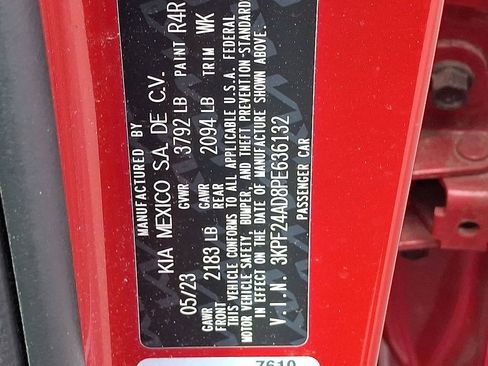 MANUFACTURED BY
KIA MEXICO S.A. DE C.V.
05/23 GVWR 3792 LB PAINT R4R
GAWR FRONT 2183 LB GAWR REAR 2094 LB TRIM WK
THIS VEHICLE CONFORMS TO ALL APPLICABLE U.S.A. FEDERAL
MOTOR VEHICLE SAFETY, BUMPER, AND THEFT PREVENTION STANDARD
IN EFFECT ON THE DATE OF MANUFACTURE SHOWN ABOVE.
V.I.N. 3KPF24AD8PE636132
PASSENGER CAR
7610